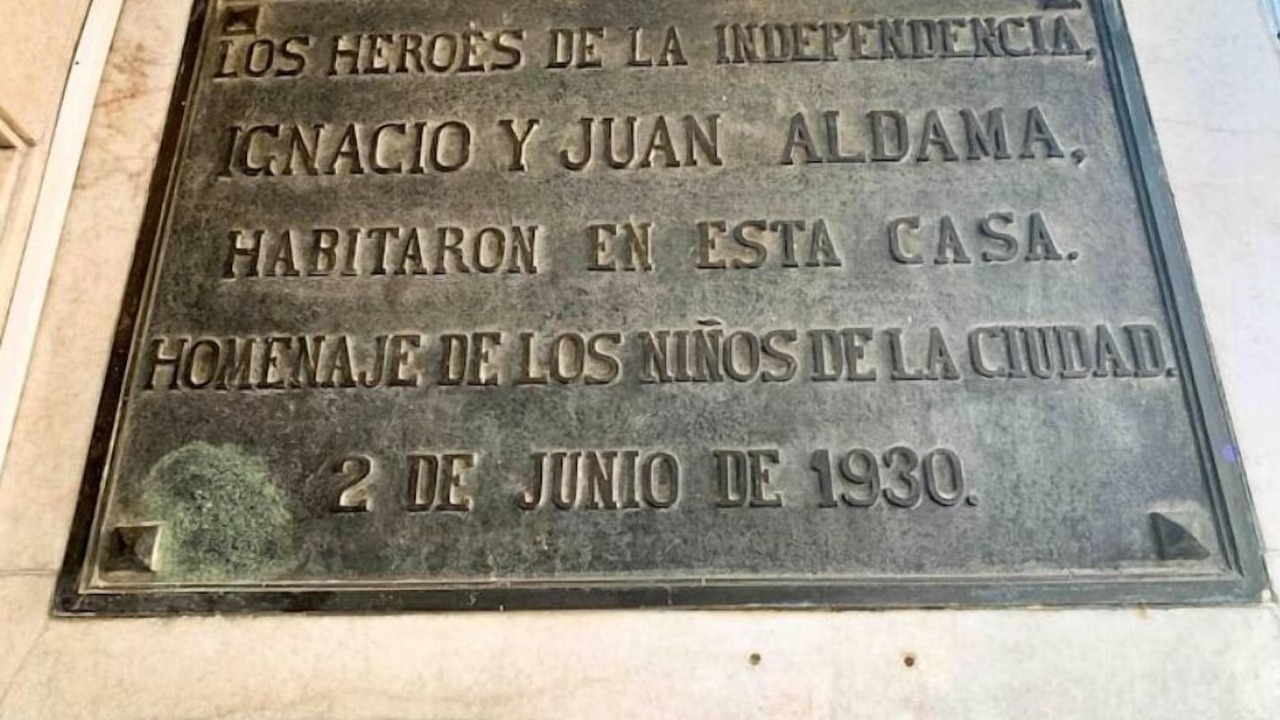 LOS HEROES DE LA INDEPENDENCIA,
IGNACIO Y JUAN ALDAMA,
HABITARON EN ESTA CASA.
HOMENAJE DE LOS NIÑOS DE LA CIUDAD.
2 DE JUNIO DE 1930.